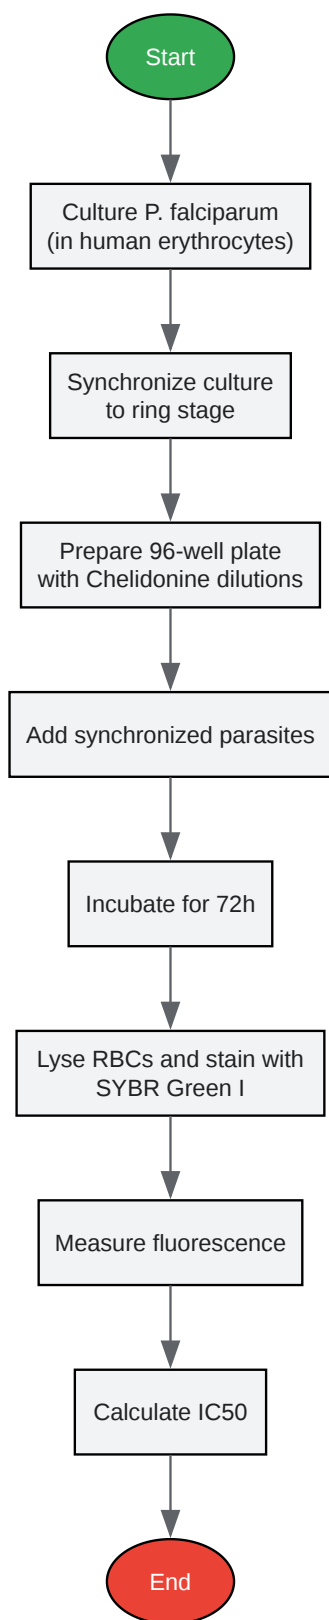 Start
Culture P. falciparum
(in human erythrocytes)
Synchronize culture
to ring stage
Prepare 96-well plate
with Chelidonine dilutions
Add synchronized parasites
Incubate for 72h
Lyse RBCs and stain with
SYBR Green I
Measure fluorescence
Calculate IC50
End